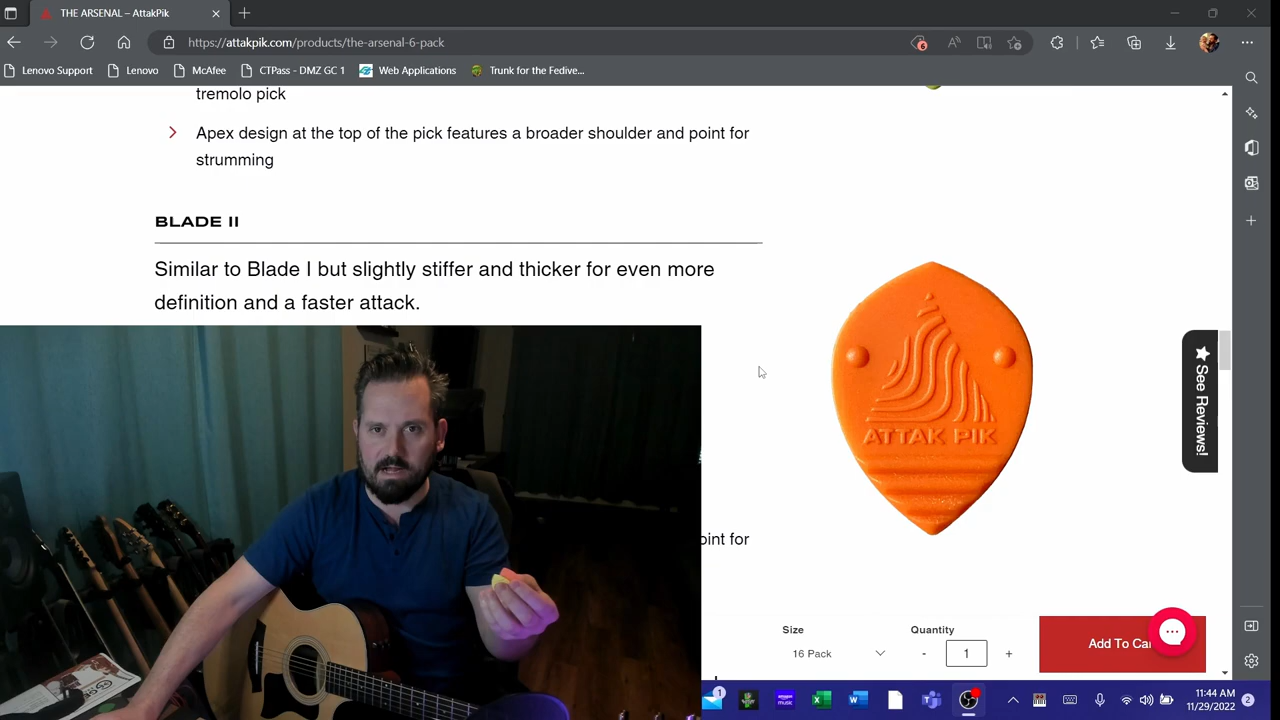 THE ARSENAL – AttakPik
https://attakpik.com/products/the-arsenal-6-pack
6
Lenovo Support
Lenovo
McAfee
CTPass - DMZ GC 1
Web Applications
Trunk for the Fedive...
tremolo pick
Apex design at the top of the pick features a broader shoulder and point for
strumming
BLADE II
Similar to Blade I but slightly stiffer and thicker for even more
definition and a faster attack.
ATTAK PIK
See Reviews!
oint for
Size
Quantity
16 Pack
- 1 +
Add To Car
1
11:44 AM
11/29/2022
2